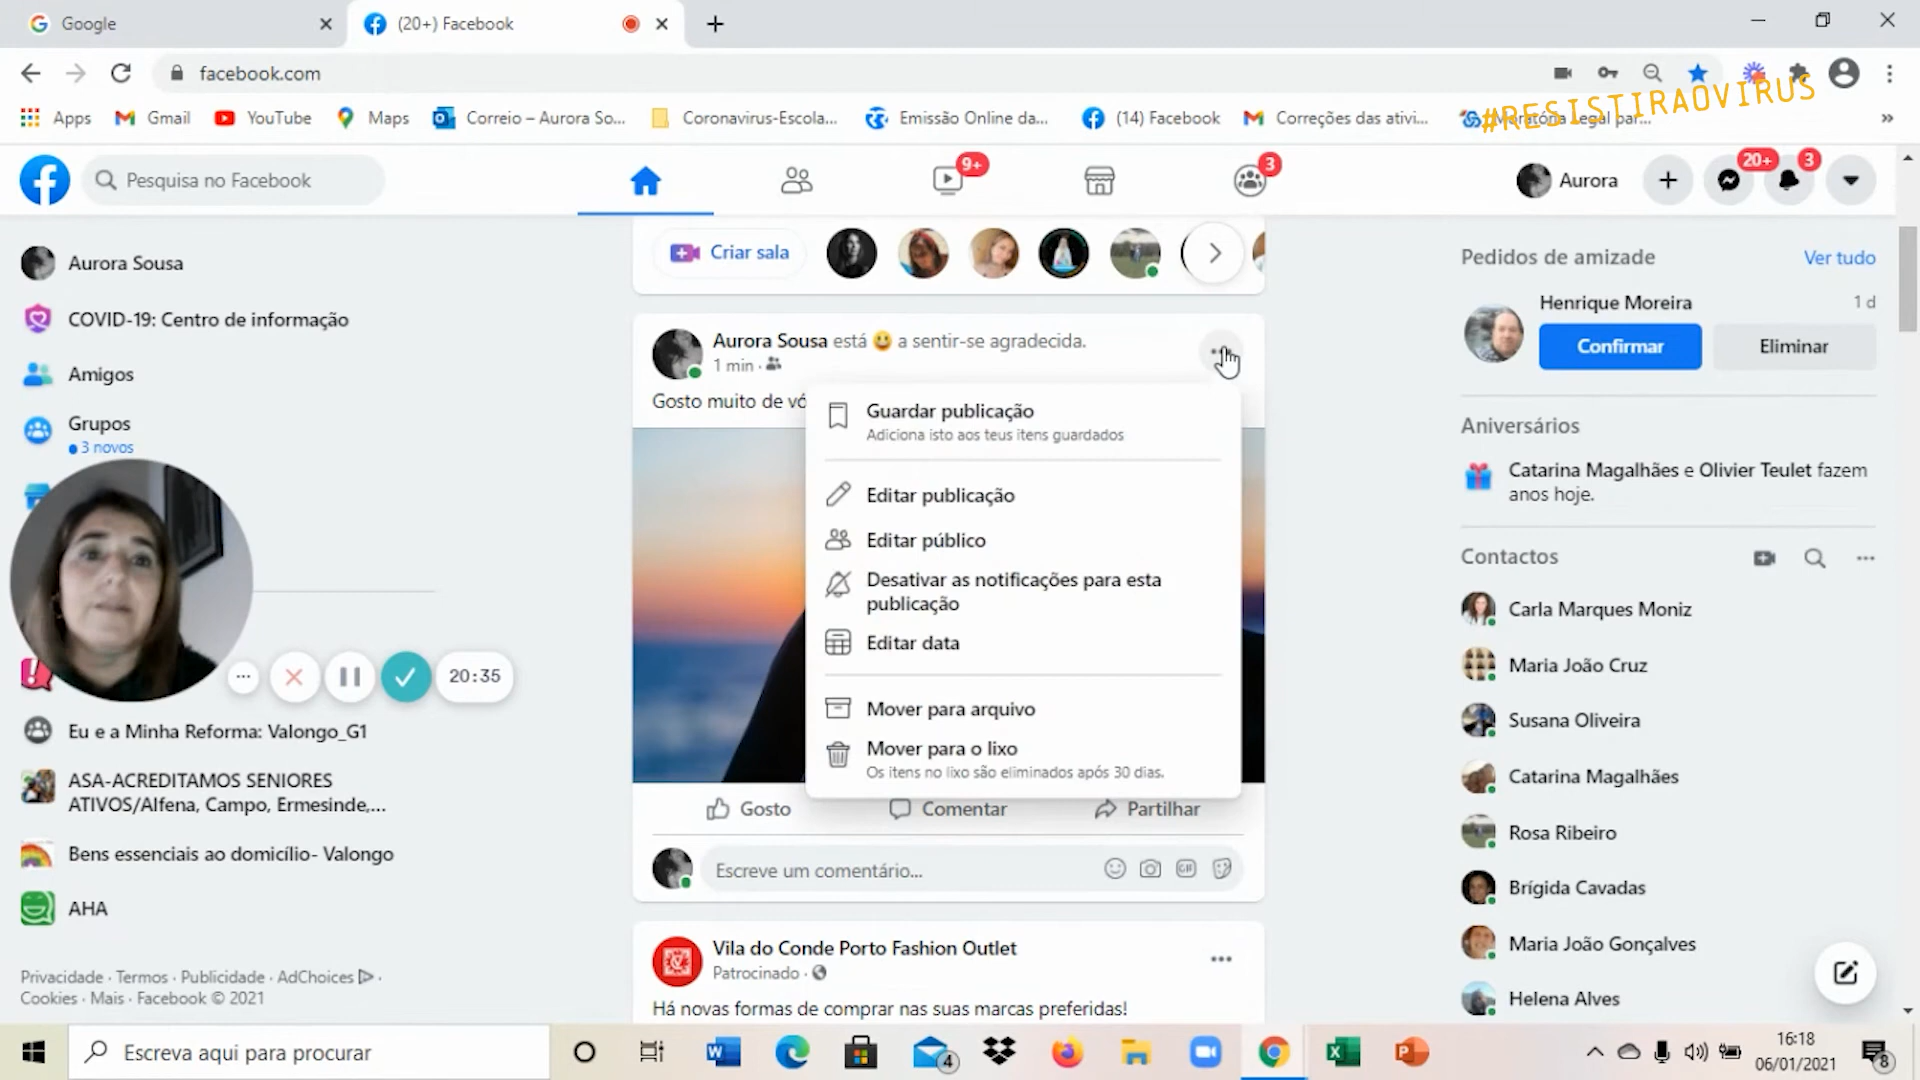 Google
(20+) Facebook
facebook.com
#RESISTIRAOVIRUS
Apps
Gmail
YouTube
Maps
Correio – Aurora So...
Coronavirus-Escola...
Emissão Online da...
(14) Facebook
Correções das ativi...
Moratória Legal par...
Pesquisa no Facebook
9+
3
Aurora
20+
3
Aurora Sousa
COVID-19: Centro de informação
Amigos
Grupos
3 novos
20:35
Eu e a Minha Reforma: Valongo_G1
ASA-ACREDITAMOS SENIORES
ATIVOS/Alfena, Campo, Ermesinde,...
Bens essenciais ao domicílio- Valongo
AHA
Privacidade · Termos · Publicidade · AdChoices ·
Cookies · Mais · Facebook © 2021
Criar sala
Aurora Sousa está a sentir-se agradecida.
1 min ·
Gosto muito de vó
Guardar publicação
Adiciona isto aos teus itens guardados
Editar publicação
Editar público
Desativar as notificações para esta
publicação
Editar data
Mover para arquivo
Mover para o lixo
Os itens no lixo são eliminados após 30 dias.
Gosto
Comentar
Partilhar
Escreve um comentário...
GIF
Vila do Conde Porto Fashion Outlet
Patrocinado ·
Há novas formas de comprar nas suas marcas preferidas!
Pedidos de amizade
Ver tudo
Henrique Moreira
1 d
Confirmar
Eliminar
Aniversários
Catarina Magalhães e Olivier Teulet fazem
anos hoje.
Contactos
Carla Marques Moniz
Maria João Cruz
Susana Oliveira
Catarina Magalhães
Rosa Ribeiro
Brígida Cavadas
Maria João Gonçalves
Helena Alves
Escreva aqui para procurar
4
16:18
06/01/2021
8